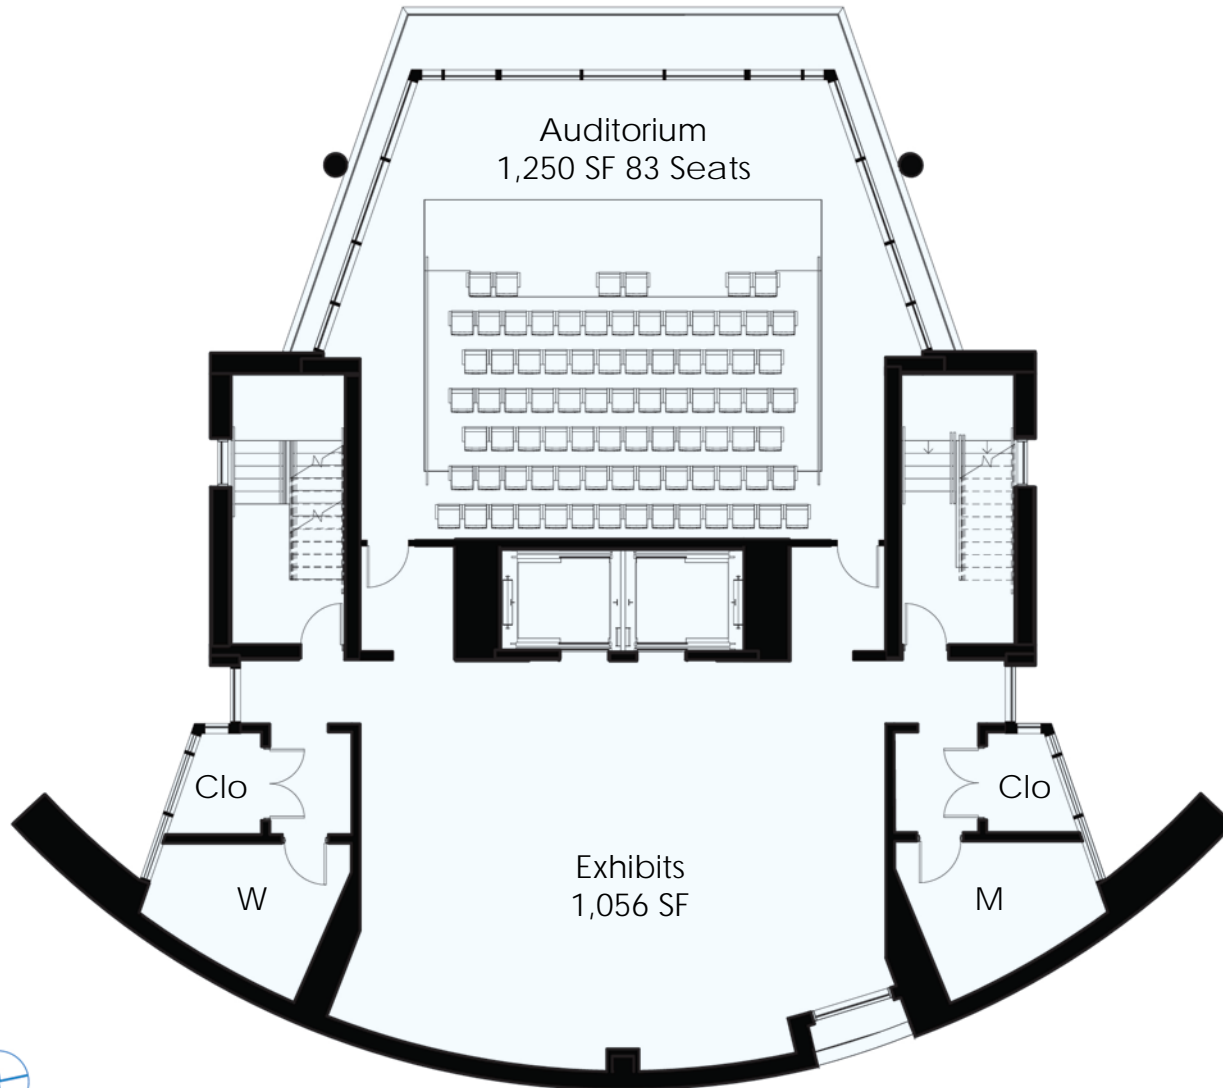 Auditorium
1,250 SF 83 Seats
Clo
Clo
Exhibits
1,056 SF
W
M